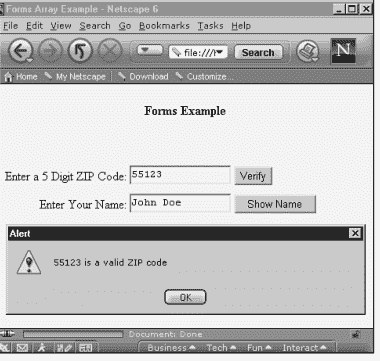 Forms Array Example - Netscape 6
File Edit View Search Go Bookmarks Tasks Help
file:/// Search N
Home My Netscape Download Customize...
Forms Example
Enter a 5 Digit ZIP Code: 55123 Verify
Enter Your Name: John Doe Show Name
Alert
55123 is a valid ZIP code
OK
Document: Done
Business Tech Fun Interact